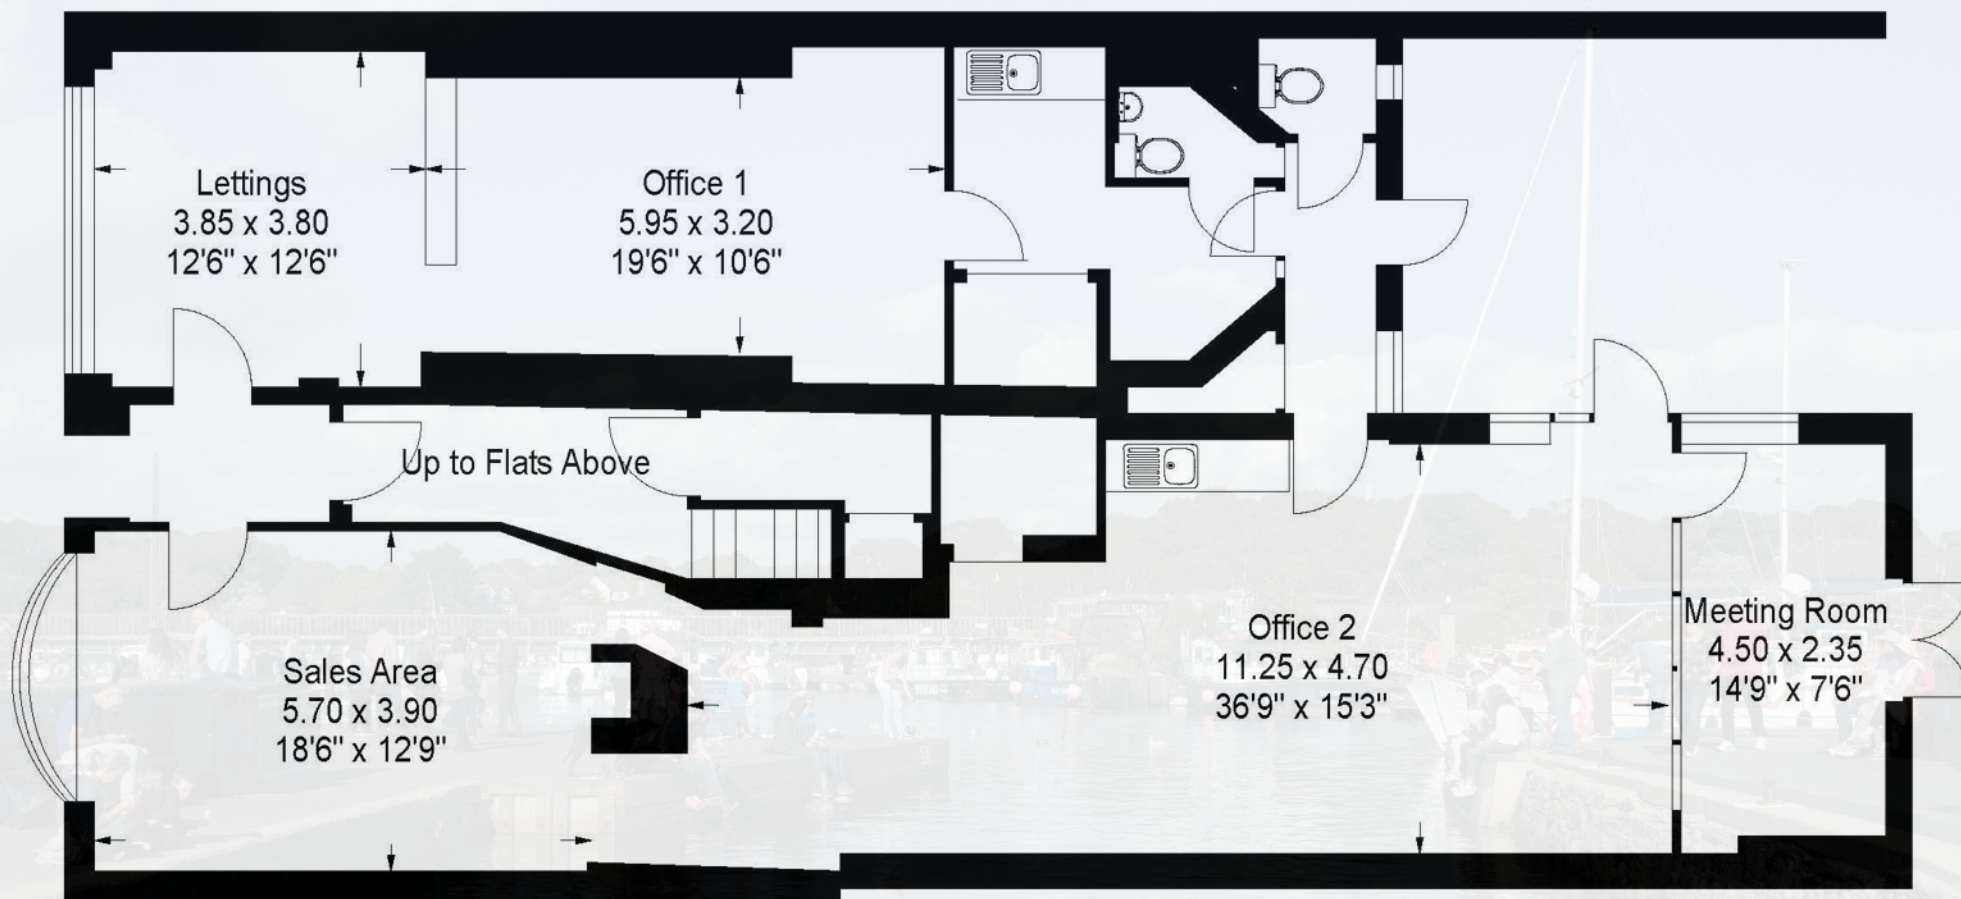 Lettings
3.85 x 3.80
12'6" x 12'6"
Office 1
5.95 x 3.20
19'6" x 10'6"
Up to Flats Above
Sales Area
5.70 x 3.90
18'6" x 12'9"
Office 2
11.25 x 4.70
36'9" x 15'3"
Meeting Room
4.50 x 2.35
14'9" x 7'6"